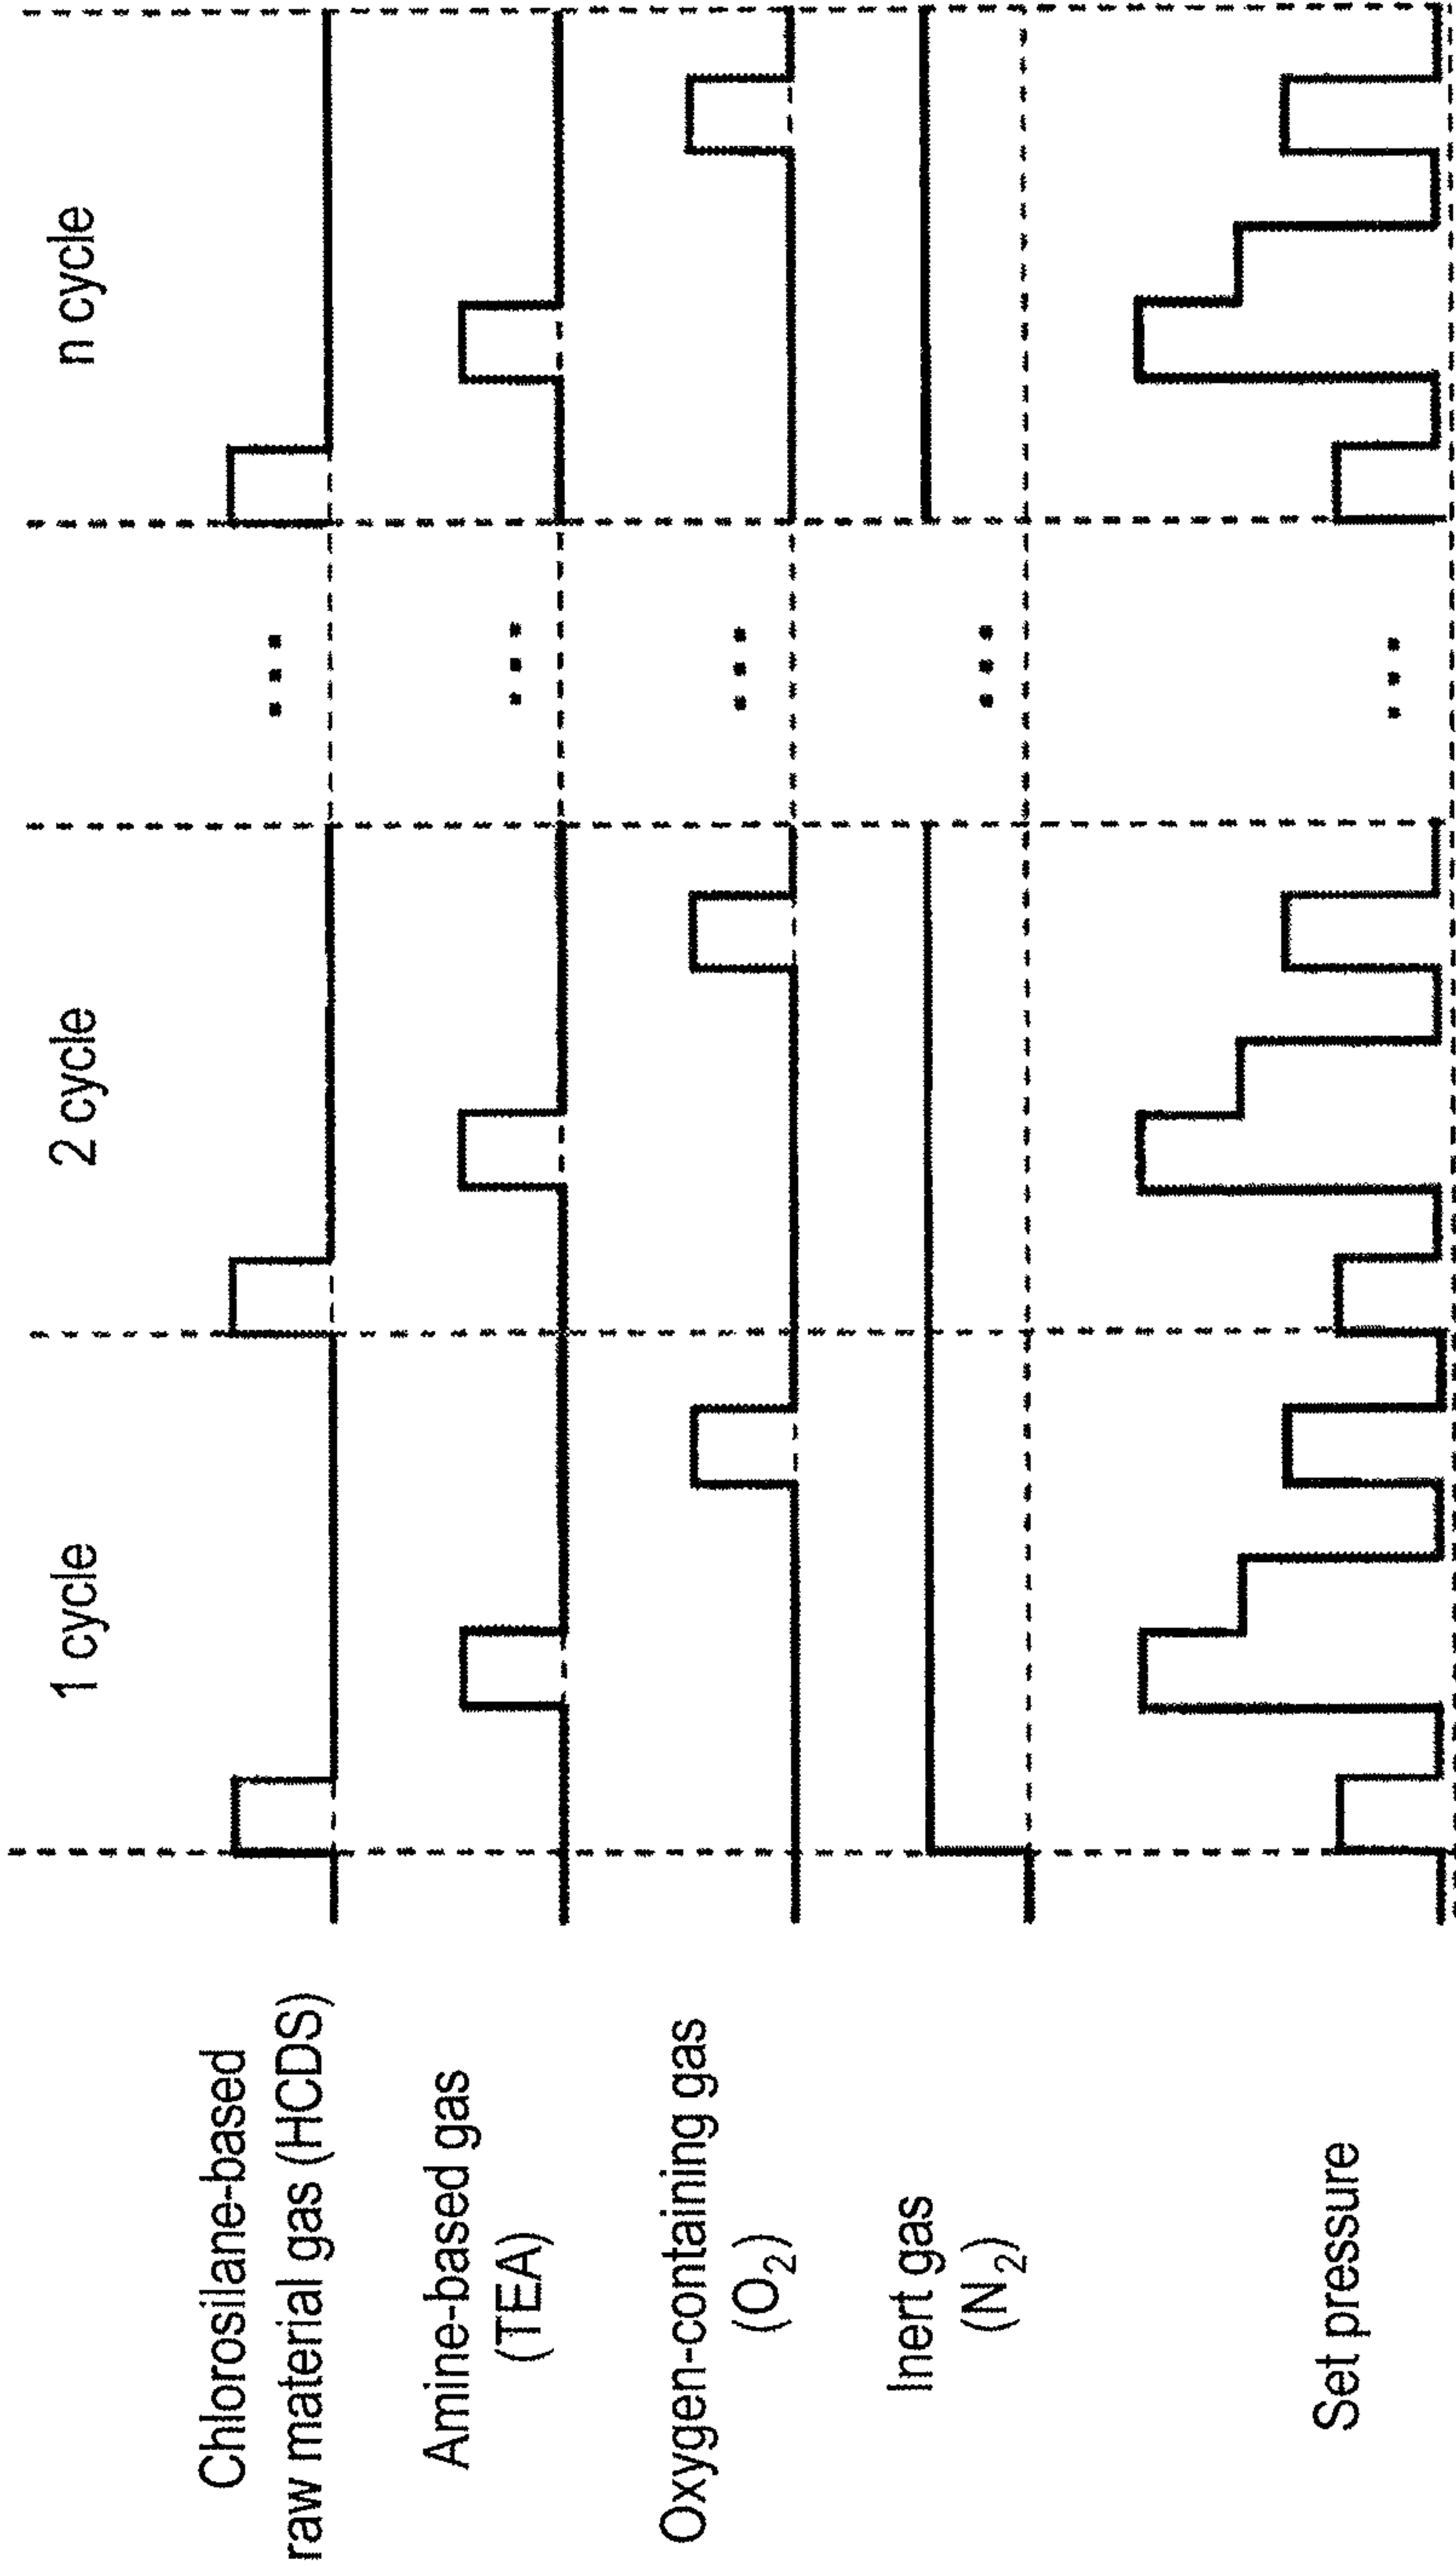 1 cycle
2 cycle
n cycle
Chlorosilane-based
raw material gas (HCDS)
Amine-based gas
(TEA)
Oxygen-containing gas
(O₂)
Inert gas
(N₂)
Set pressure